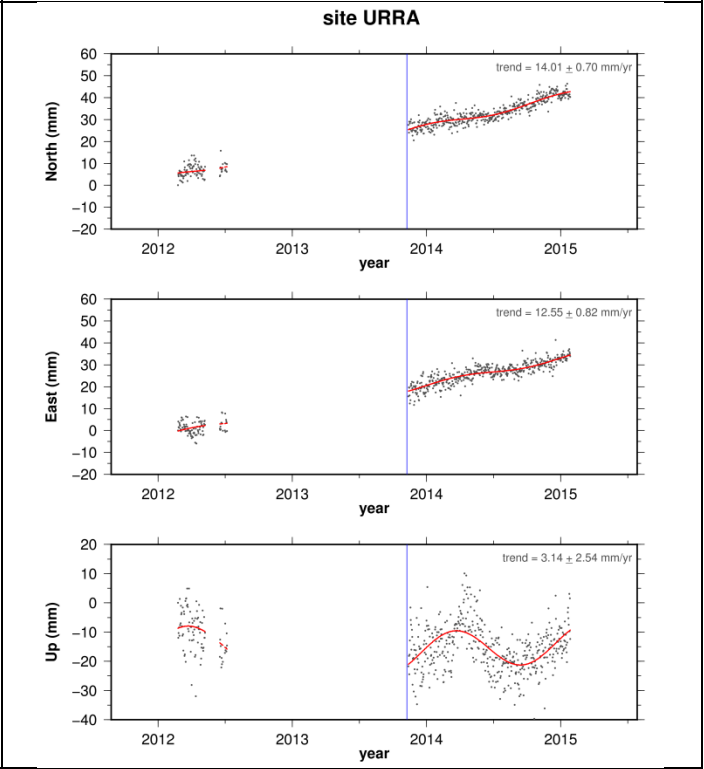 site URRA
60
50
40
30
20
10
0
−10
−20
North (mm)
trend = 14.01 ± 0.70 mm/yr
2012 2013 2014 2015
year
60
50
40
30
20
10
0
−10
−20
East (mm)
trend = 12.55 ± 0.82 mm/yr
2012 2013 2014 2015
year
20
10
0
−10
−20
−30
−40
Up (mm)
trend = 3.14 ± 2.54 mm/yr
2012 2013 2014 2015
year